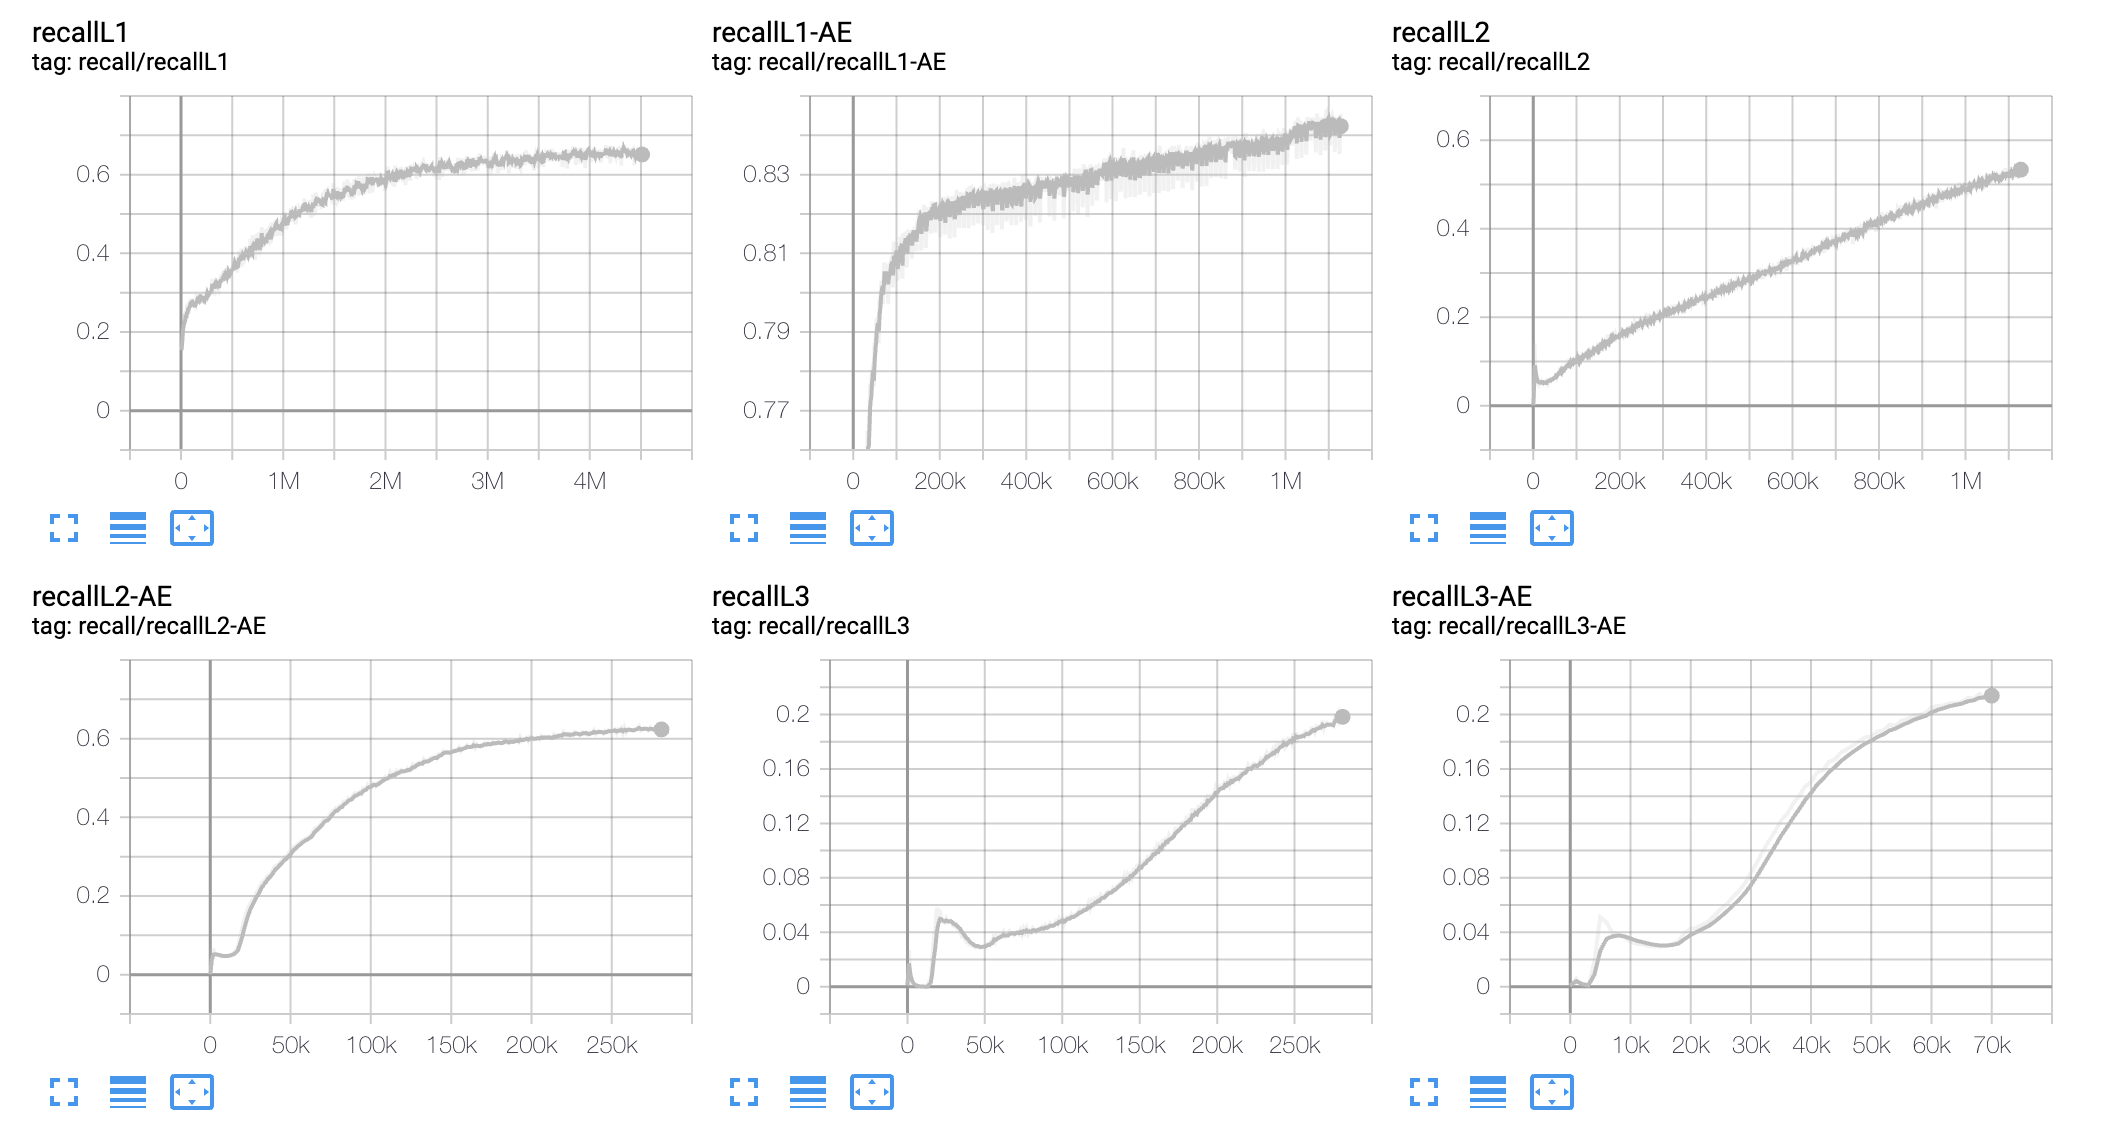 recallL1
tag: recall/recallL1
0.6
0.4
0.2
0
0 1M 2M 3M 4M
recallL1-AE
tag: recall/recallL1-AE
0.83
0.81
0.79
0.77
0 200k 400k 600k 800k 1M
recallL2
tag: recall/recallL2
0.6
0.4
0.2
0
0 200k 400k 600k 800k 1M
recallL2-AE
tag: recall/recallL2-AE
0.6
0.4
0.2
0
0 50k 100k 150k 200k 250k
recallL3
tag: recall/recallL3
0.2
0.16
0.12
0.08
0.04
0
0 50k 100k 150k 200k 250k
recallL3-AE
tag: recall/recallL3-AE
0.2
0.16
0.12
0.08
0.04
0
0 10k 20k 30k 40k 50k 60k 70k